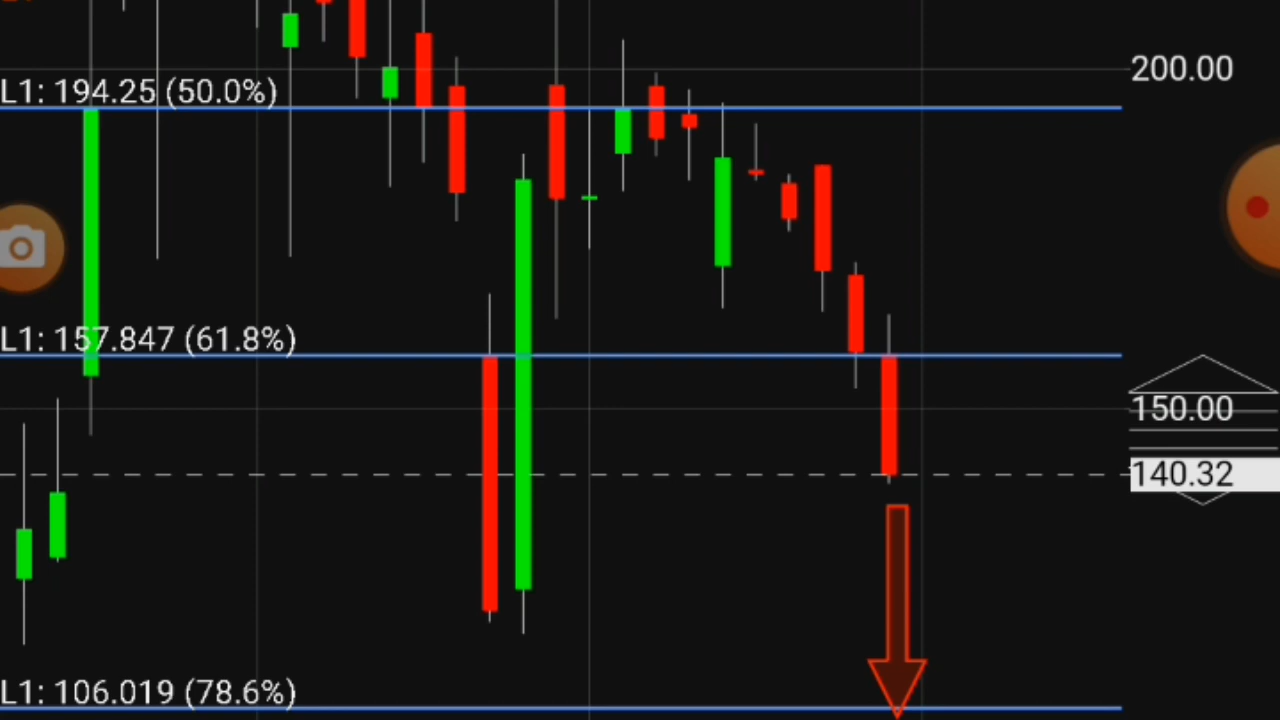 200.00
L1: 194.25 (50.0%)
L1: 157.847 (61.8%)
150.00
140.32
L1: 106.019 (78.6%)